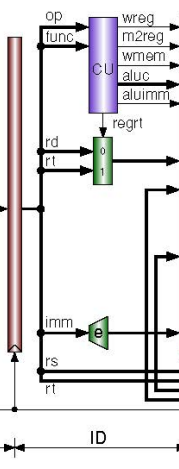 op
wreg
func
m2reg
CU
wmem
aluc
aluimm
regrt
rd
0
rt
1
imm
e
rs
rt
ID